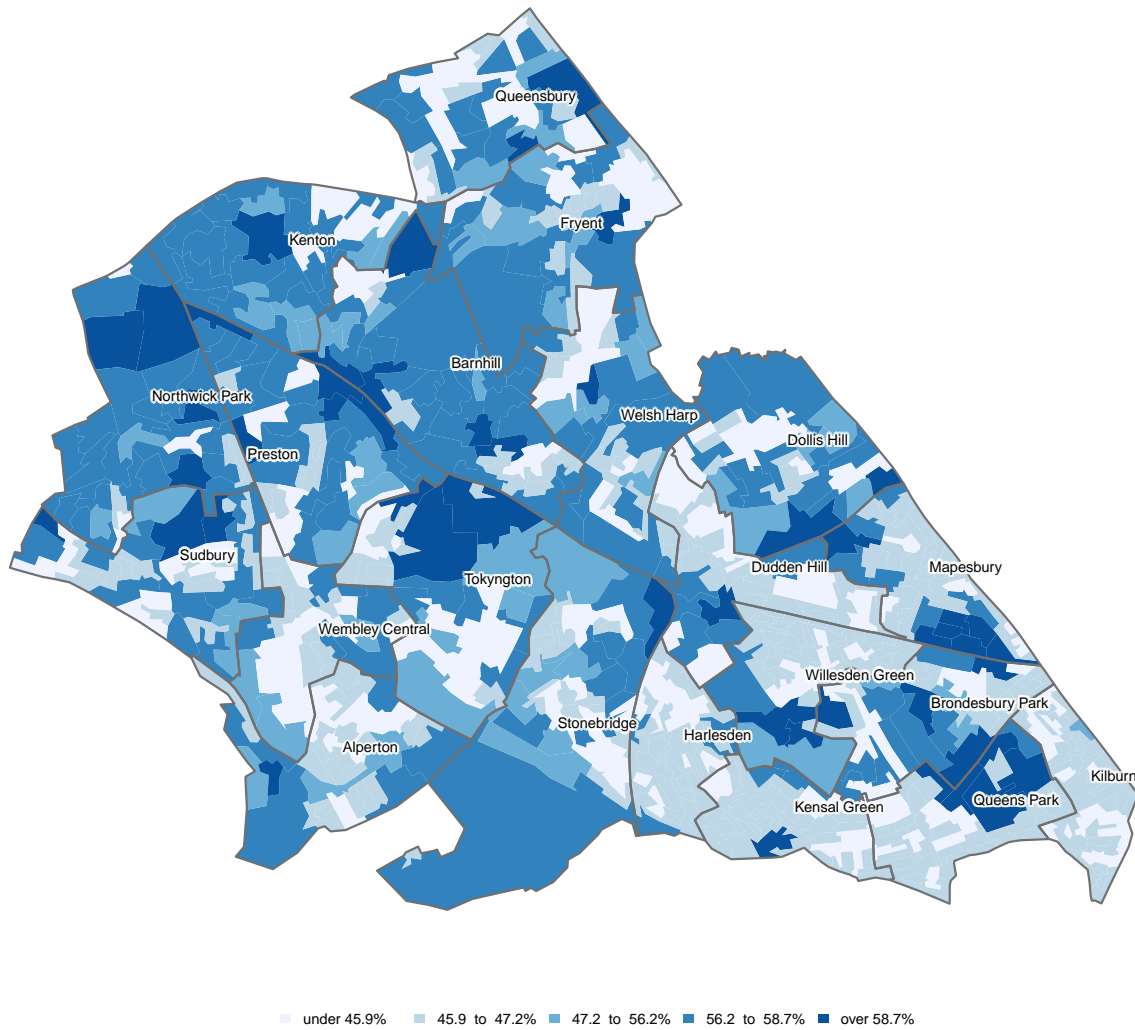 Queensbury
Fryent
Kenton
Barnhill
Northwick Park
Welsh Harp
Dollis Hill
Preston
Sudbury
Dudden Hill
Mapesbury
Tokyngton
Wembley Central
Willesden Green
Brondesbury Park
Stonebridge
Harlesden
Alperton
Kilburn
Queens Park
Kensal Green
under 45.9% 45.9 to 47.2% 47.2 to 56.2% 56.2 to 58.7% over 58.7%